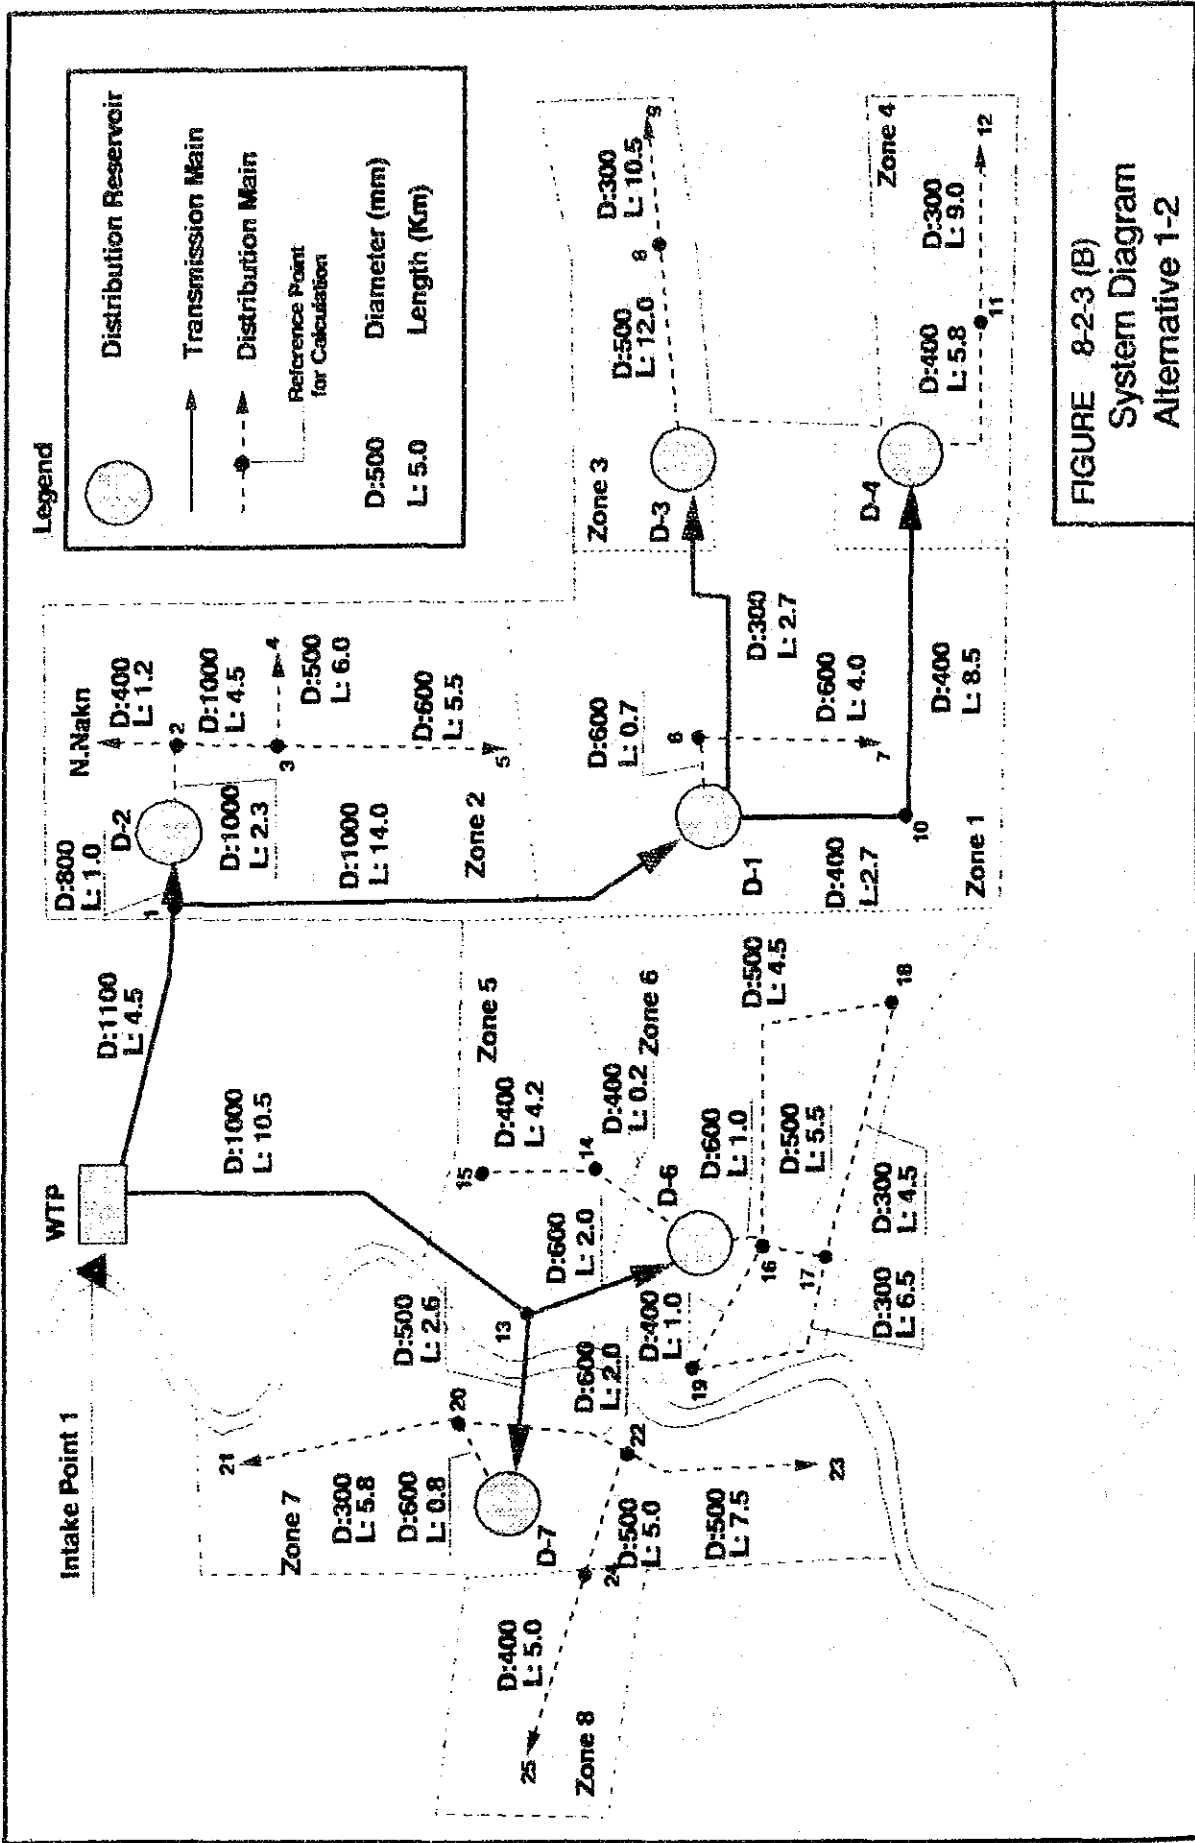 Intake Point 1
WTP
D:1100
L: 4.5
D:800
L: 1.0
1
D-2
N.Nakn
D:400
L: 1.2
2
D:1000
L: 4.5
D:1000
L: 2.3
3
4
D:500
L: 6.0
D:600
L: 5.5
5
D:1000
L: 14.0
Zone 2
Legend
Distribution Reservoir
Transmission Main
Distribution Main
Reference Point
for Calculation
D:500
Diameter (mm)
L: 5.0
Length (Km)
D:1000
L: 10.5
21
Zone 7
D:300
L: 5.8
D:600
L: 0.8
20
D:500
L: 2.6
13
D-7
15
Zone 5
D:400
L: 4.2
14
D:400
L: 0.2
Zone 6
D:600
L: 2.0
D-6
D:600
L: 2.0
D:400
L: 1.0
19
22
D:500
L: 5.0
24
D:500
L: 7.5
23
D:400
L: 5.0
25
Zone 8
D:600
L: 1.0
16
D:500
L: 5.5
17
D:500
L: 4.5
18
D:300
L: 4.5
D:300
L: 6.5
D:600
L: 0.7
6
D-1
D:300
L: 2.7
D:600
L: 4.0
7
D:400
L:2.7
10
Zone 1
D:400
L: 8.5
Zone 3
D-3
D:500
L: 12.0
8
D:300
L: 10.5
9
D-4
D:400
L: 5.8
11
D:300
L: 9.0
12
Zone 4
FIGURE 8-2-3 (B)
System Diagram
Alternative 1-2